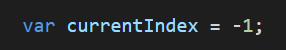 var currentIndex = -1;